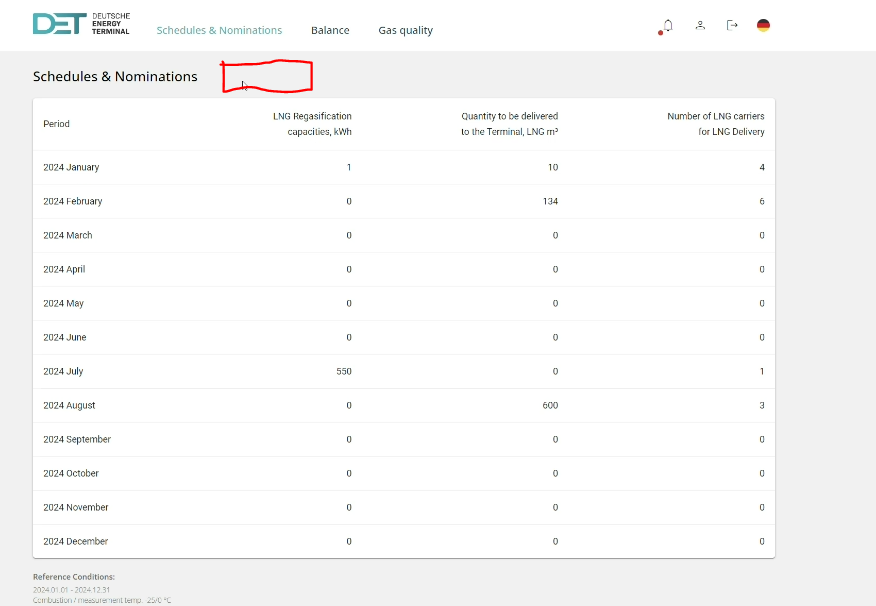 DET DEUTSCHE
ENERGY
TERMINAL
Schedules & Nominations Balance Gas quality
Schedules & Nominations
Period LNG Regasification capacities, kWh Quantity to be delivered to the Terminal, LNG m³ Number of LNG carriers for LNG Delivery
2024 January 1 10 4
2024 February 0 134 6
2024 March 0 0 0
2024 April 0 0 0
2024 May 0 0 0
2024 June 0 0 0
2024 July 550 0 1
2024 August 0 600 3
2024 September 0 0 0
2024 October 0 0 0
2024 November 0 0 0
2024 December 0 0 0
Reference Conditions:
2024.01.01 - 2024.12.31
Combustion / measurement temp. 25/0 °C